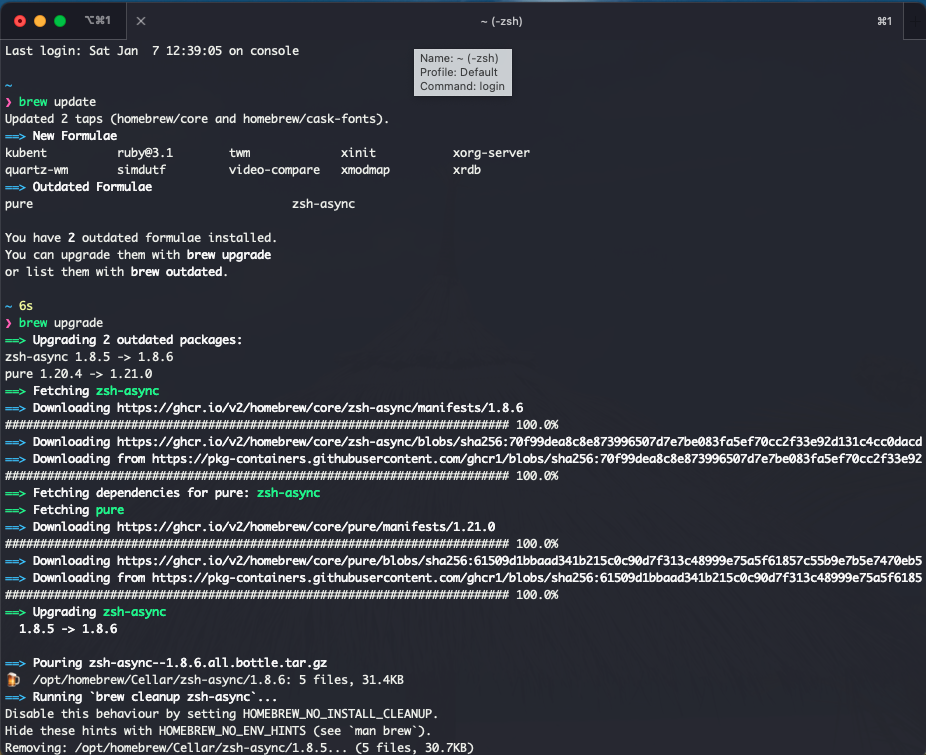 ⌥⌘1
~ (-zsh)
⌘1
Last login: Sat Jan  7 12:39:05 on console
Name: ~ (-zsh)
Profile: Default
Command: login
~
❯ brew update
Updated 2 taps (homebrew/core and homebrew/cask-fonts).
==> New Formulae
kubent ruby@3.1 twm xinit xorg-server
quartz-wm simdutf video-compare xmodmap xrdb
==> Outdated Formulae
pure zsh-async
You have 2 outdated formulae installed.
You can upgrade them with brew upgrade
or list them with brew outdated.
~ 6s
❯ brew upgrade
==> Upgrading 2 outdated packages:
zsh-async 1.8.5 -> 1.8.6
pure 1.20.4 -> 1.21.0
==> Fetching zsh-async
==> Downloading https://ghcr.io/v2/homebrew/core/zsh-async/manifests/1.8.6
######################################################################## 100.0%
==> Downloading https://ghcr.io/v2/homebrew/core/zsh-async/blobs/sha256:70f99dea8c8e873996507d7e7be083fa5ef70cc2f33e92d131c4cc0dacd
==> Downloading from https://pkg-containers.githubusercontent.com/ghcr1/blobs/sha256:70f99dea8c8e873996507d7e7be083fa5ef70cc2f33e92
######################################################################## 100.0%
==> Fetching dependencies for pure: zsh-async
==> Fetching pure
==> Downloading https://ghcr.io/v2/homebrew/core/pure/manifests/1.21.0
######################################################################## 100.0%
==> Downloading https://ghcr.io/v2/homebrew/core/pure/blobs/sha256:61509d1bbaad341b215c0c90d7f313c48999e75a5f61857c55b9e7b5e7470eb5
==> Downloading from https://pkg-containers.githubusercontent.com/ghcr1/blobs/sha256:61509d1bbaad341b215c0c90d7f313c48999e75a5f6185
######################################################################## 100.0%
==> Upgrading zsh-async
  1.8.5 -> 1.8.6
==> Pouring zsh-async--1.8.6.all.bottle.tar.gz
🍺  /opt/homebrew/Cellar/zsh-async/1.8.6: 5 files, 31.4KB
==> Running `brew cleanup zsh-async`...
Disable this behaviour by setting HOMEBREW_NO_INSTALL_CLEANUP.
Hide these hints with HOMEBREW_NO_ENV_HINTS (see `man brew`).
Removing: /opt/homebrew/Cellar/zsh-async/1.8.5... (5 files, 30.7KB)